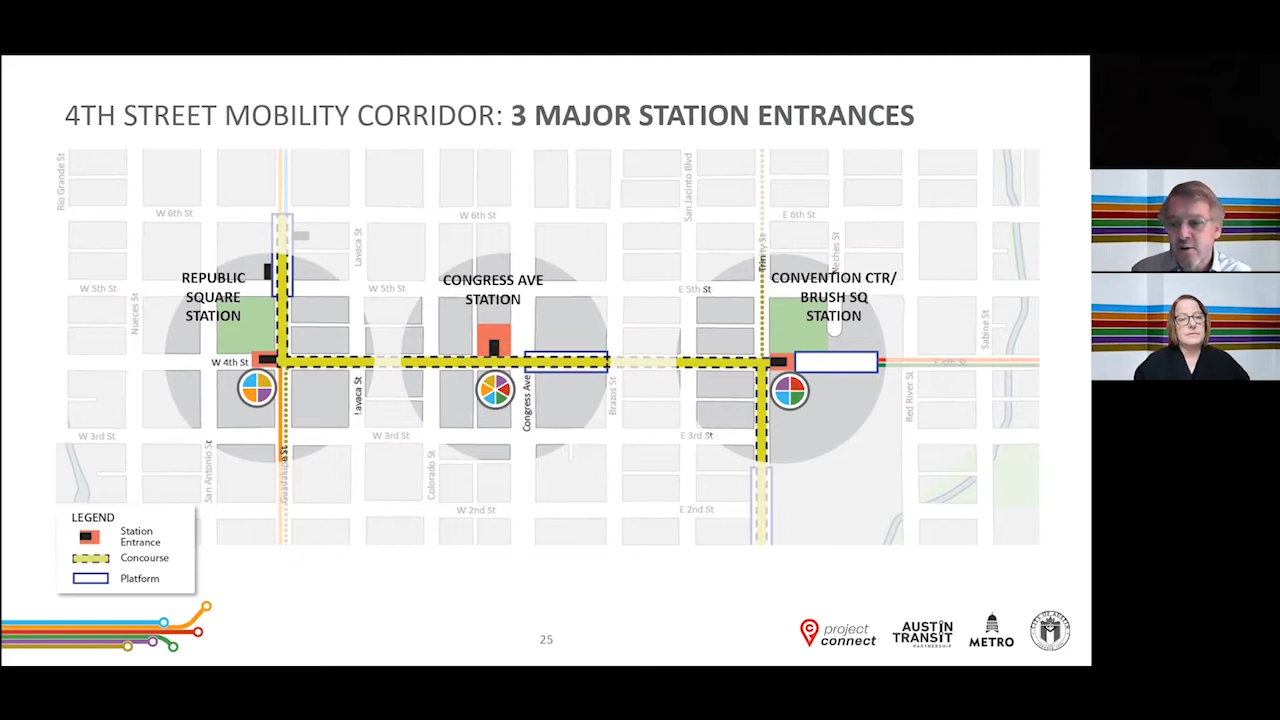 4TH STREET MOBILITY CORRIDOR: 3 MAJOR STATION ENTRANCES
Rio Grande St
W 6th St
W 6th St
E 6th St
San Jacinto Blvd
Lavaca St
Trinity St
Neches St
REPUBLIC
SQUARE
STATION
CONGRESS AVE
STATION
CONVENTION CTR/
BRUSH SQ
STATION
W 5th St
W 5th St
E 5th St
Nueces St
Sabine St
W 4th St
E 4th St
Lavaca St
Congress Ave
Brazos St
Red River St
W 3rd St
W 3rd St
E 3rd St
San Antonio St
Guadalupe St
Colorado St
W 2nd St
E 2nd St
LEGEND
Station
Entrance
Concourse
Platform
25
project
connect
AUSTIN
TRANSIT
PARTNERSHIP
METRO